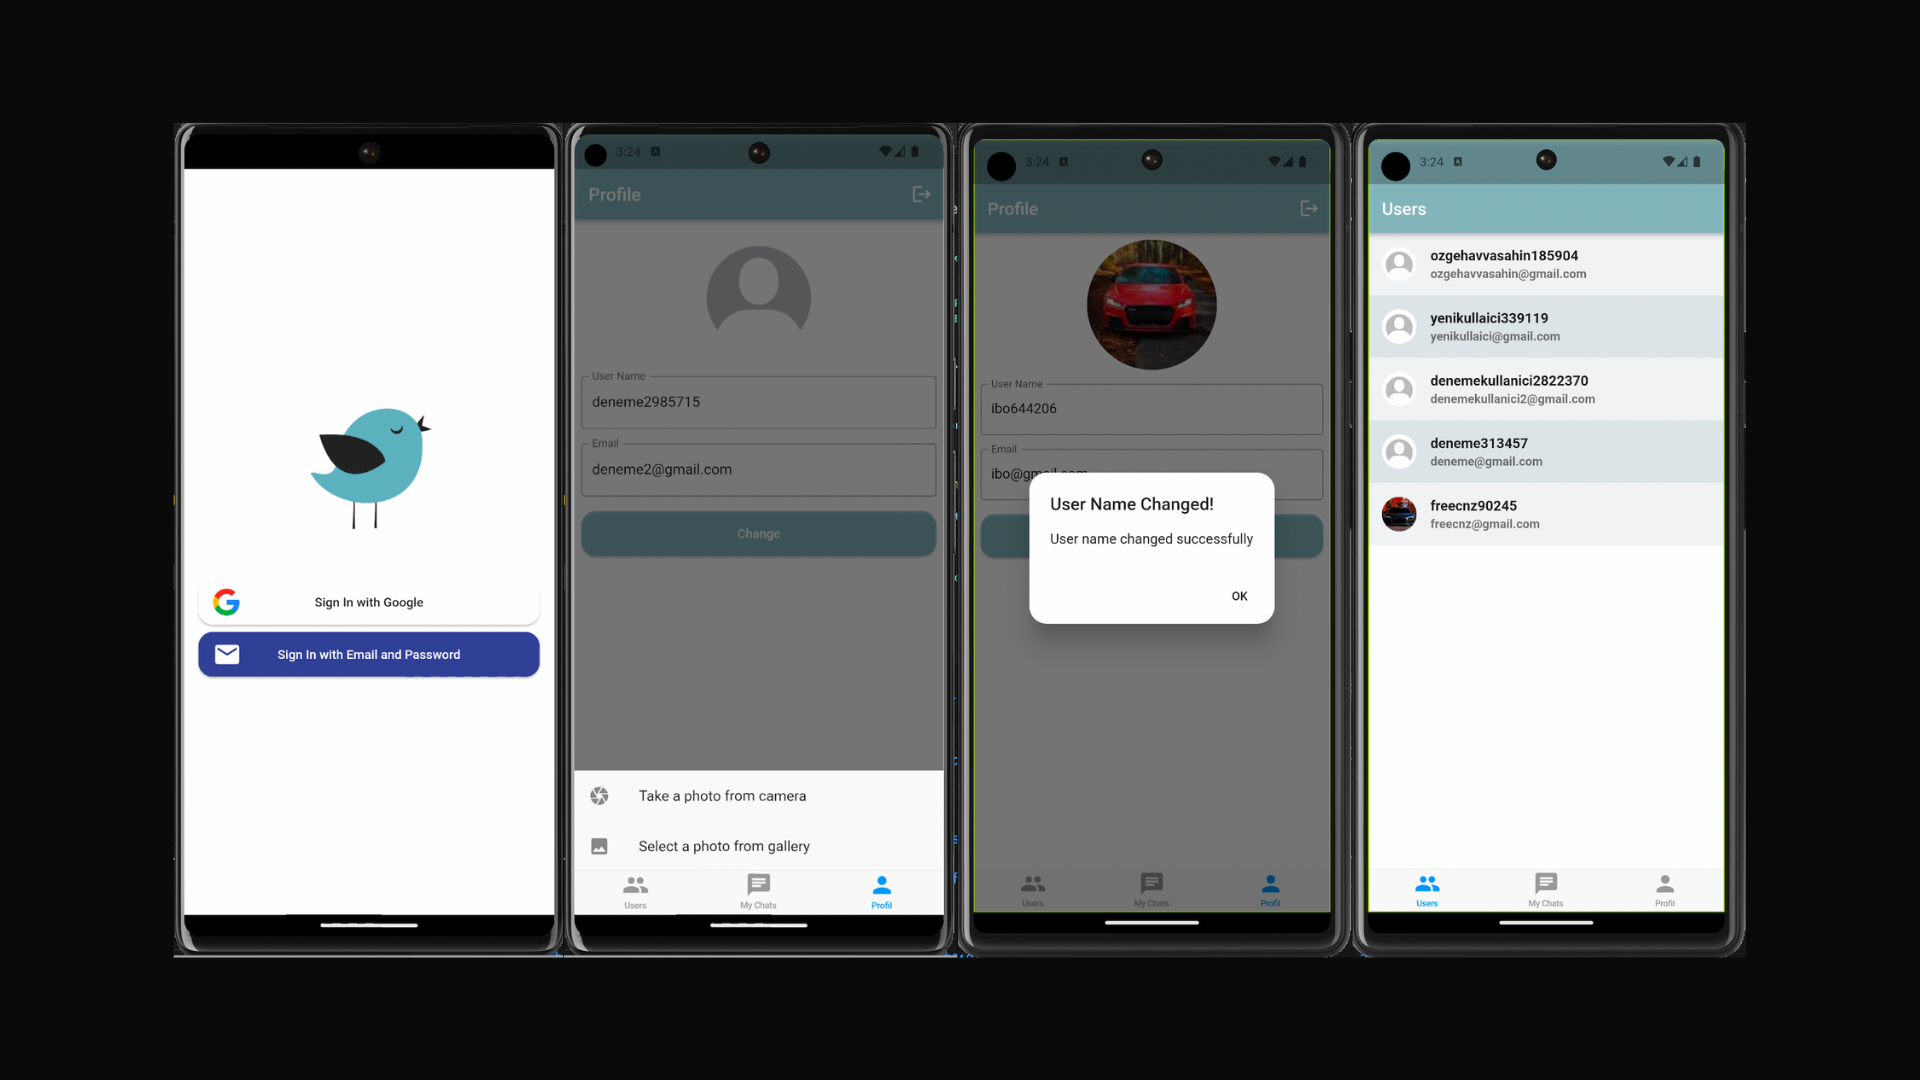 Sign In with Google
Sign In with Email and Password
3:24
Profile
User Name
deneme2985715
Email
deneme2@gmail.com
Change
Take a photo from camera
Select a photo from gallery
Users
My Chats
Profil
3:24
Profile
User Name
ibo644206
Email
User Name Changed!
User name changed successfully
OK
Users
My Chats
Profil
3:24
Users
ozgehavvasahin185904
ozgehavvasahin@gmail.com
yenikullaici339119
yenikullaici@gmail.com
denemekullanici2822370
denemekullanici2@gmail.com
deneme313457
deneme@gmail.com
freecnz90245
freecnz@gmail.com
Users
My Chats
Profil